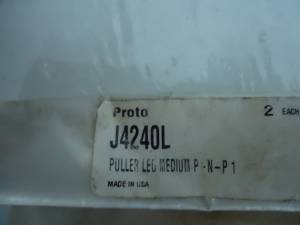 Proto 2 EACH
J4240L
PULLER LEG MEDIUM P-N-P 1
MADE IN USA